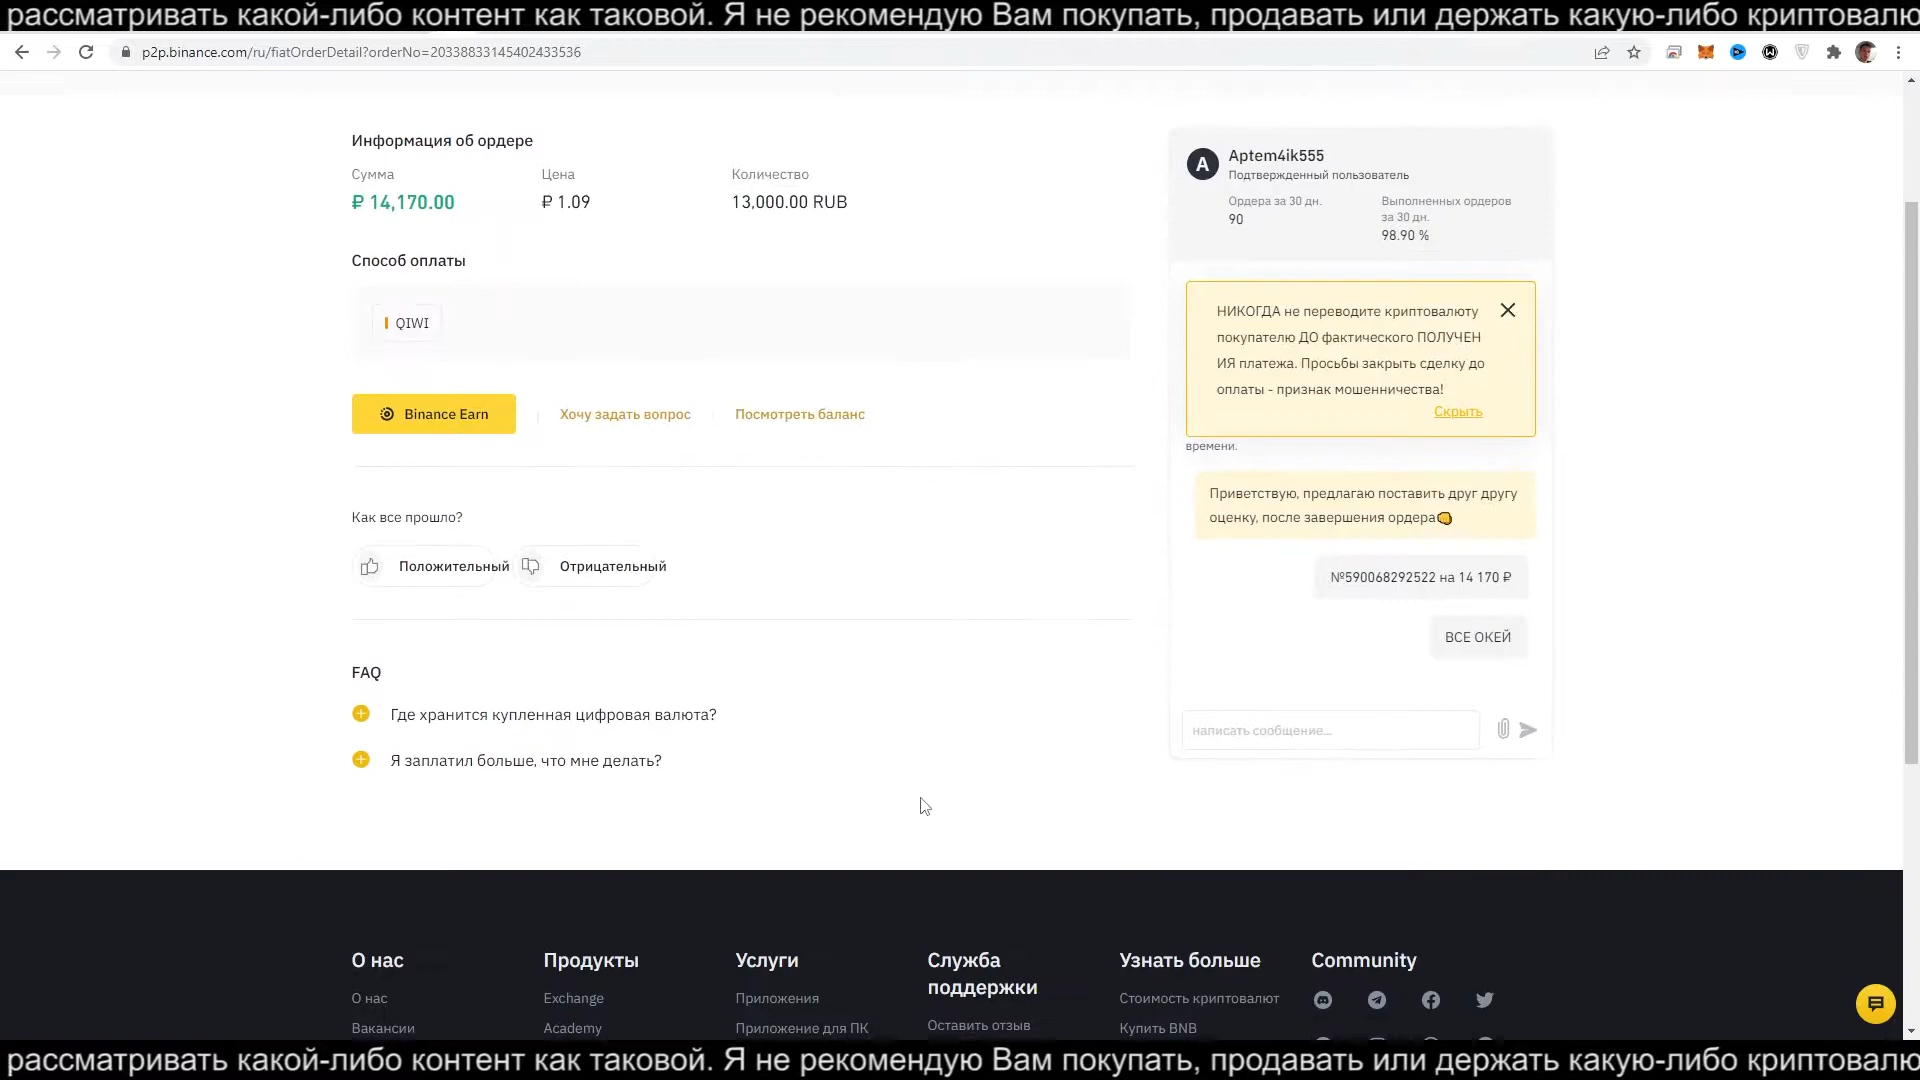 рассматривать какой-либо контент как таковой. Я не рекомендую Вам покупать, продавать или держать какую-либо криптовалю
p2p.binance.com/ru/fiatOrderDetail?orderNo=20338833145402433536
Информация об ордере
Сумма
Цена
Количество
₽ 14,170.00
₽ 1.09
13,000.00 RUB
Способ оплаты
QIWI
Binance Earn
Хочу задать вопрос
Посмотреть баланс
Как все прошло?
Положительный
Отрицательный
FAQ
Где хранится купленная цифровая валюта?
Я заплатил больше, что мне делать?
A
Aptem4ik555
Подтвержденный пользователь
Ордера за 30 дн.
90
Выполненных ордеров
за 30 дн.
98.90 %
НИКОГДА не переводите криптовалюту
покупателю ДО фактического ПОЛУЧЕН
ИЯ платежа. Просьбы закрыть сделку до
оплаты - признак мошенничества!
Скрыть
времени.
Приветствую, предлагаю поставить друг другу
оценку, после завершения ордера
№590068292522 на 14 170 ₽
ВСЕ ОКЕЙ
написать сообщение...
О нас
О нас
Вакансии
Продукты
Exchange
Academy
Услуги
Приложения
Приложение для ПК
Служба
поддержки
Оставить отзыв
Узнать больше
Стоимость криптовалют
Купить BNB
Community
рассматривать какой-либо контент как таковой. Я не рекомендую Вам покупать, продавать или держать какую-либо криптовалю